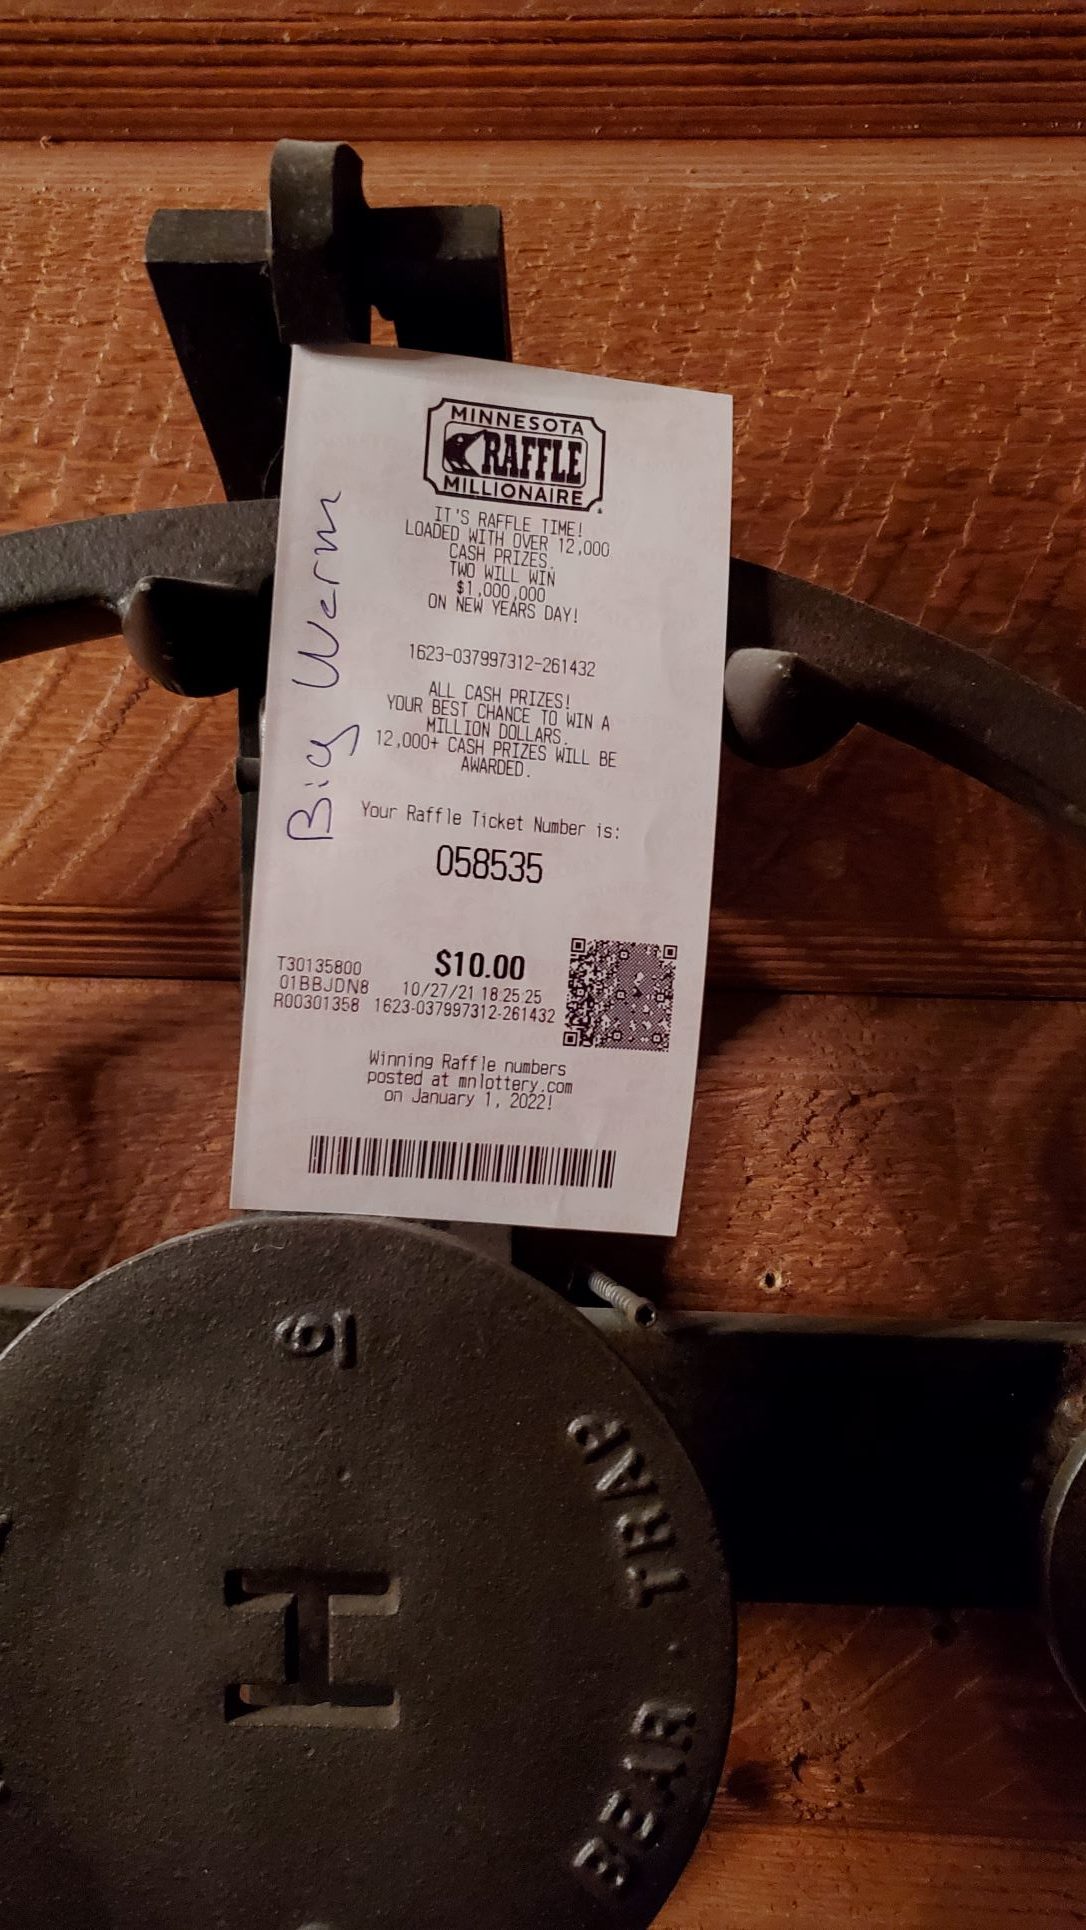 MINNESOTA
RAFFLE
MILLIONAIRE
IT'S RAFFLE TIME!
LOADED WITH OVER 12,000
CASH PRIZES.
TWO WILL WIN
$1,000,000
ON NEW YEARS DAY!
1623-037997312-261432
ALL CASH PRIZES!
YOUR BEST CHANCE TO WIN A
MILLION DOLLARS.
12,000+ CASH PRIZES WILL BE
AWARDED.
Your Raffle Ticket Number is:
058535
T30135800
01BBJDN8
R00301358
$10.00
10/27/21 18:25:25
1623-037997312-261432
Winning Raffle numbers
posted at mnlottery.com
on January 1, 2022!
Big Werm
6
BEAR TRAP
H